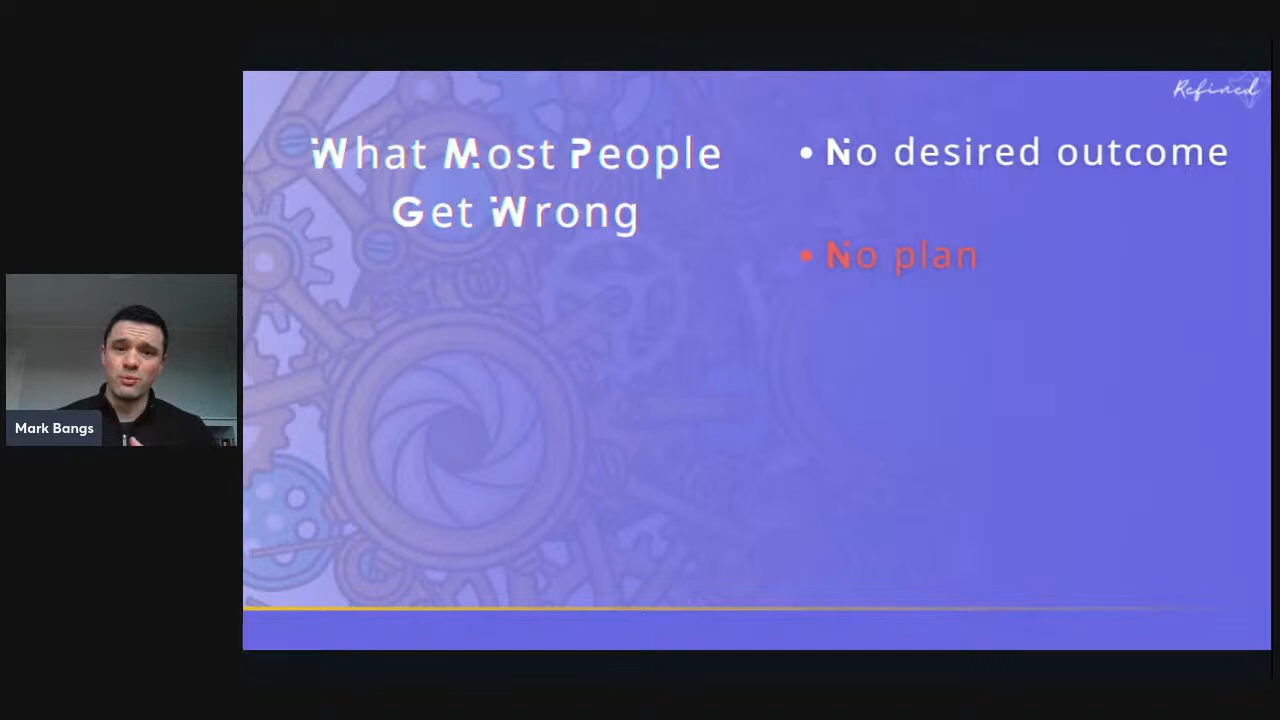 Refined
What Most People
Get Wrong
• No desired outcome
• No plan
Mark Bangs